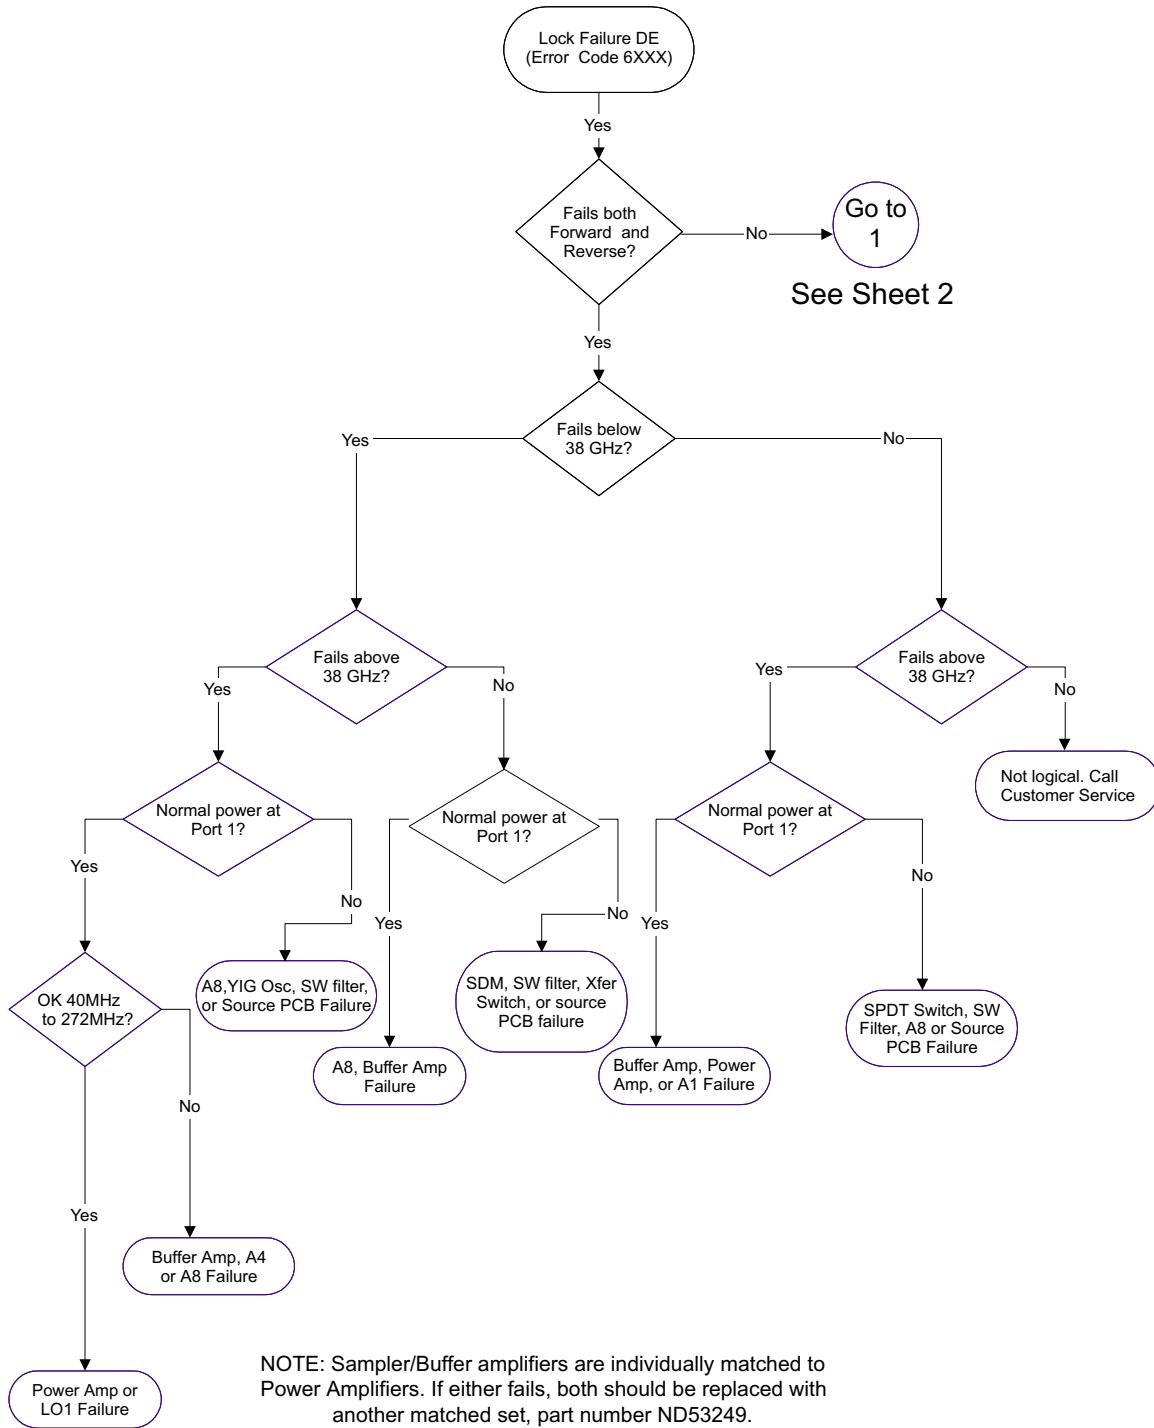 Lock Failure DE
(Error Code 6XXX)
Yes
Fails both
Forward and
Reverse?
No
Go to
1
See Sheet 2
Yes
Fails below
38 GHz?
Yes
No
Fails above
38 GHz?
Yes
No
Fails above
38 GHz?
Yes
No
Not logical. Call
Customer Service
Normal power at
Port 1?
Yes
No
Normal power at
Port 1?
Yes
No
Normal power at
Port 1?
Yes
No
OK 40MHz
to 272MHz?
A8,YIG Osc, SW filter,
or Source PCB Failure
SDM, SW filter, Xfer
Switch, or source
PCB failure
SPDT Switch, SW
Filter, A8 or Source
PCB Failure
A8, Buffer Amp
Failure
Buffer Amp, Power
Amp, or A1 Failure
No
Yes
Buffer Amp, A4
or A8 Failure
Power Amp or
LO1 Failure
NOTE: Sampler/Buffer amplifiers are individually matched to
Power Amplifiers. If either fails, both should be replaced with
another matched set, part number ND53249.